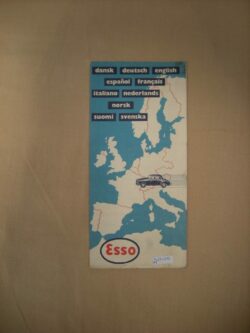 dansk deutsch english
español français
italiano nederlands
norsk
suomi svenska
Esso